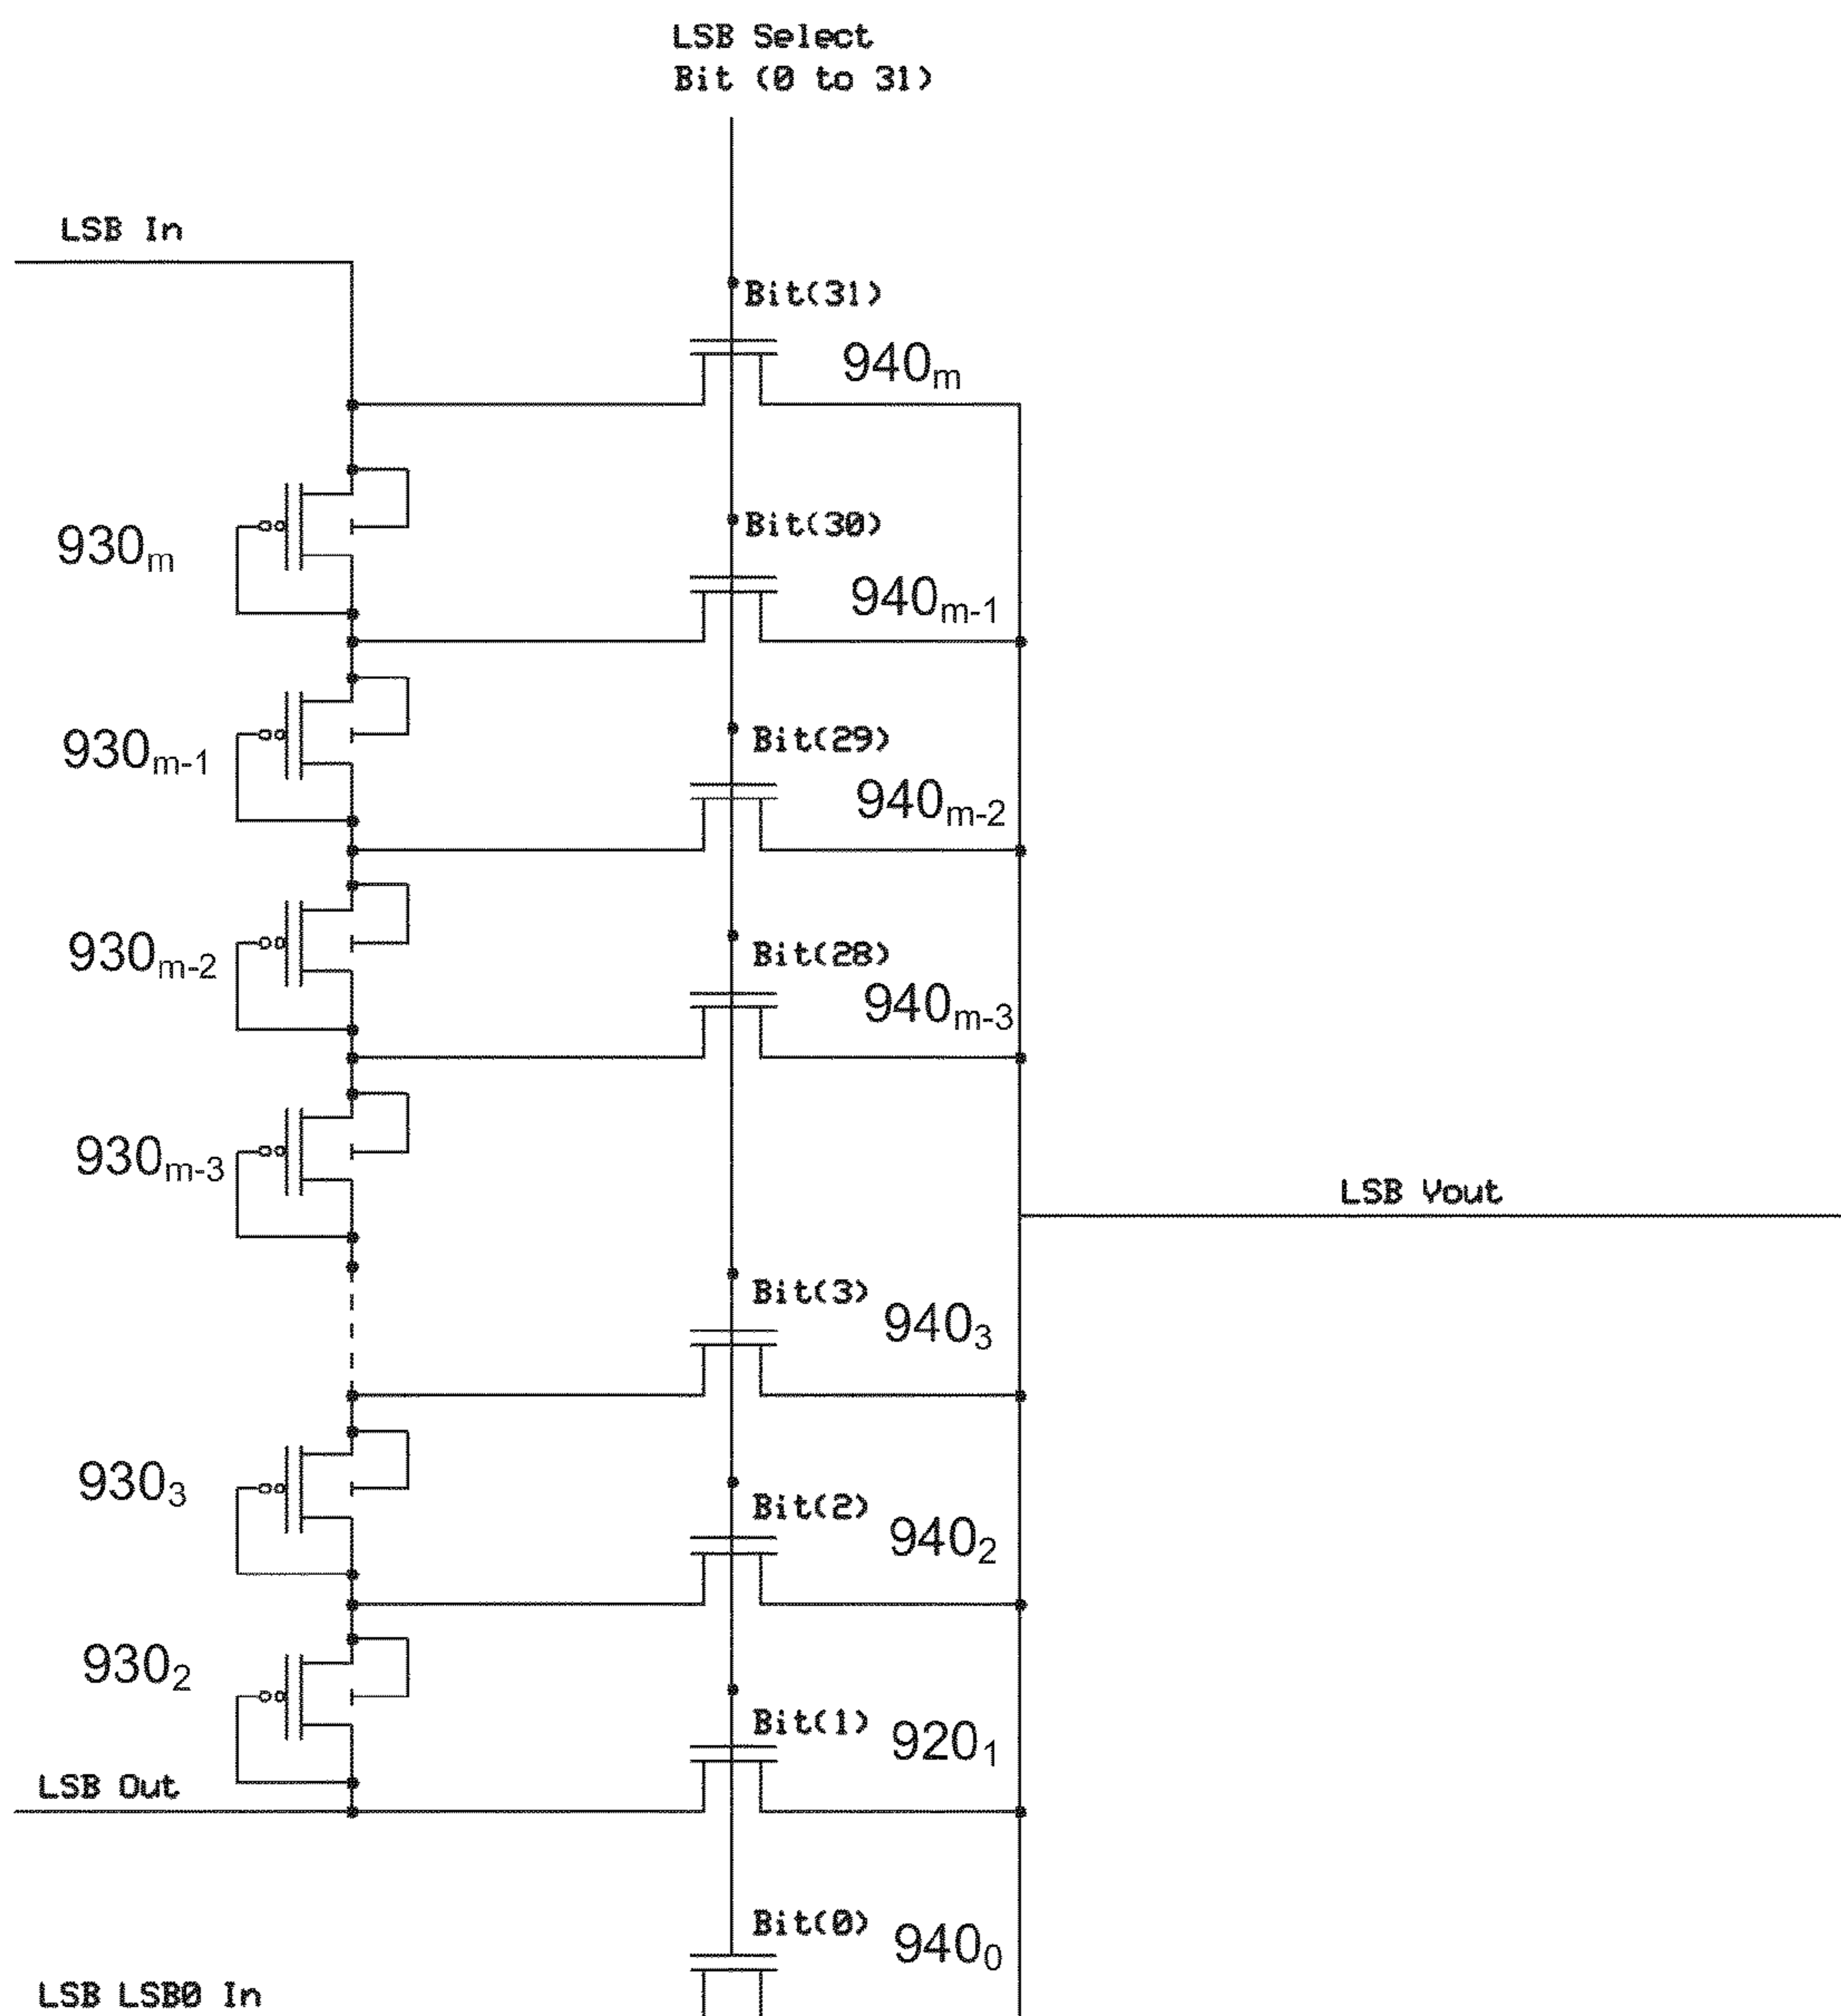 LSB Select
Bit (0 to 31)
LSB In
Bit(31)
940m
930m
Bit(30)
940m-1
930m-1
Bit(29)
940m-2
930m-2
Bit(28)
940m-3
930m-3
LSB Vout
Bit(3)
9403
9303
Bit(2)
9402
9302
Bit(1)
9201
LSB Out
Bit(0)
9400
LSB LSB0 In